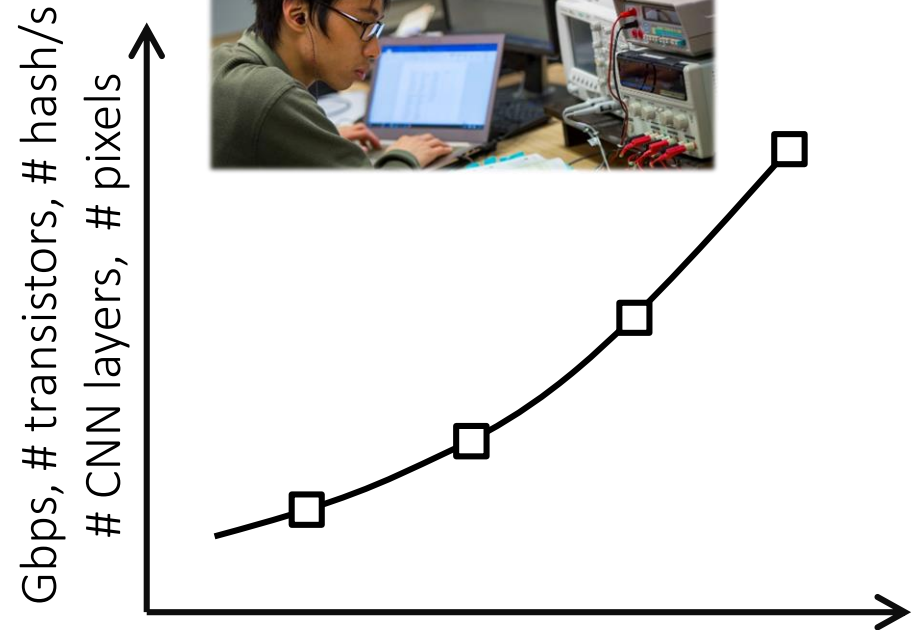 Gbps, # transistors, # hash/s
# CNN layers,  # pixels